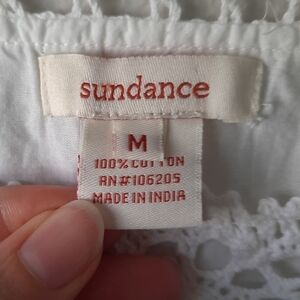 sundance
M
100% COTTON
RN#106205
MADE IN INDIA